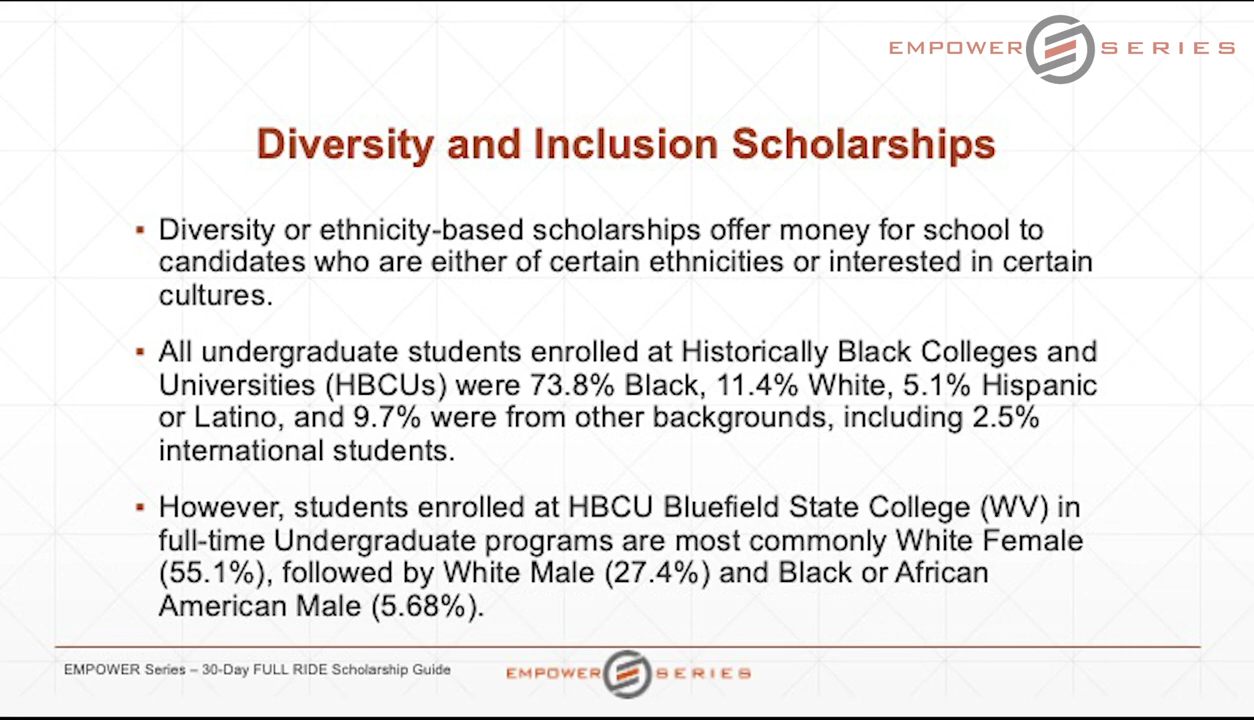 EMPOWER SERIES
Diversity and Inclusion Scholarships
▪ Diversity or ethnicity-based scholarships offer money for school to
candidates who are either of certain ethnicities or interested in certain
cultures.
▪ All undergraduate students enrolled at Historically Black Colleges and
Universities (HBCUs) were 73.8% Black, 11.4% White, 5.1% Hispanic
or Latino, and 9.7% were from other backgrounds, including 2.5%
international students.
▪ However, students enrolled at HBCU Bluefield State College (WV) in
full-time Undergraduate programs are most commonly White Female
(55.1%), followed by White Male (27.4%) and Black or African
American Male (5.68%).
EMPOWER Series – 30-Day FULL RIDE Scholarship Guide
EMPOWER SERIES